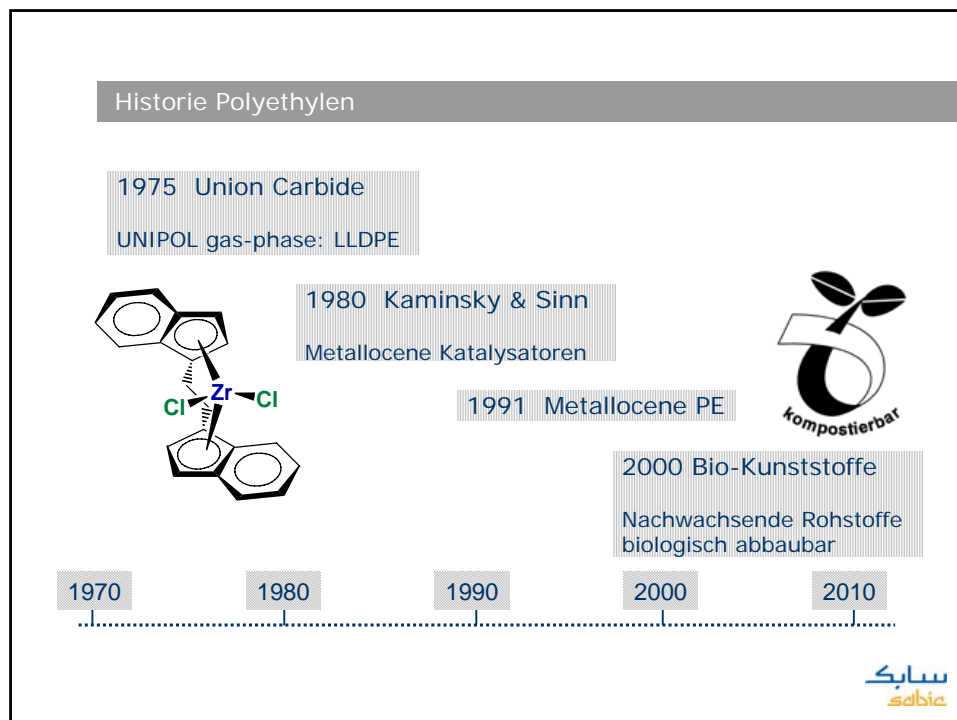 Historie Polyethylen
1975 Union Carbide
UNIPOL gas-phase: LLDPE
1980 Kaminsky & Sinn
Metallocene Katalysatoren
Zr
Cl
Cl
1991 Metallocene PE
kompostierbar
2000 Bio-Kunststoffe
Nachwachsende Rohstoffe
biologisch abbaubar
1970 1980 1990 2000 2010
سابك
sabic